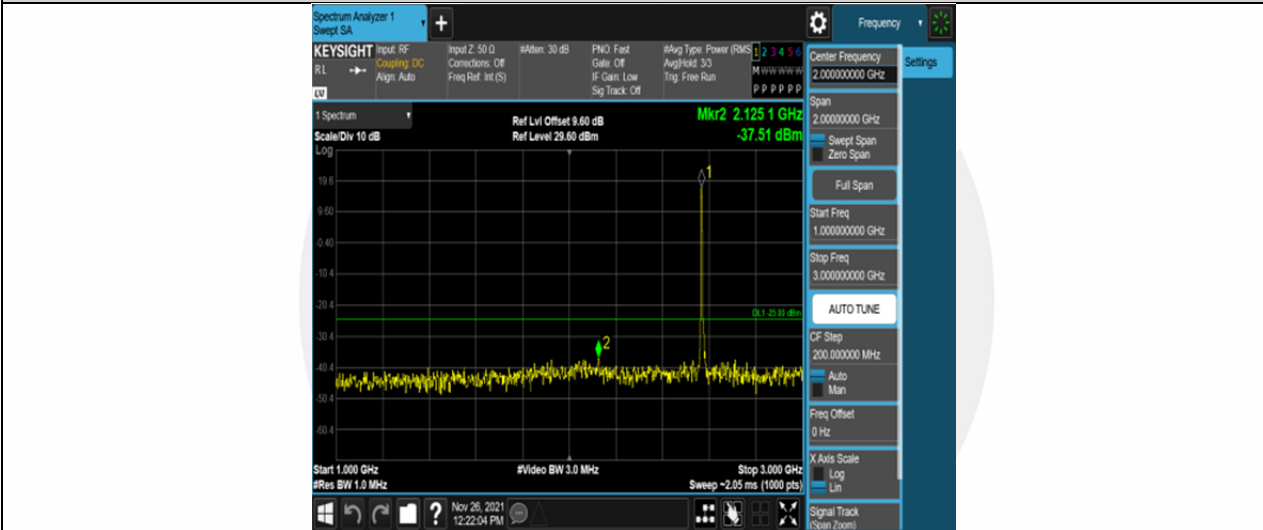 Spectrum Analyzer 1
Swept SA
+
Frequency
KEYSIGHT
Input: RF
Input Z: 50 Ω
#Atten: 30 dB
PNO: Fast
#Avg Type: Power (RMS
1 2 3 4 5 6
RL
Coupling: DC
Corrections: Off
Gate: Off
Avg|Hold: 3/3
M W W W W W
Align: Auto
Freq Ref: Int (S)
IF Gain: Low
Trig: Free Run
Sig Track: Off
P P P P P P
LV
Center Frequency
2.000000000 GHz
Settings
Span
2.00000000 GHz
Swept Span
Zero Span
Full Span
Start Freq
1.000000000 GHz
Stop Freq
3.000000000 GHz
AUTO TUNE
CF Step
200.000000 MHz
Auto
Man
Freq Offset
0 Hz
X Axis Scale
Log
Lin
Signal Track
(Span Zoom)
1 Spectrum
Ref Lvl Offset 9.60 dB
Mkr2 2.125 1 GHz
Scale/Div 10 dB
Ref Level 29.60 dBm
-37.51 dBm
Log
1
19.6
9.60
-0.40
-10.4
-20.4
DL1 -25.00 dBm
-30.4
2
-40.4
-50.4
-60.4
Start 1.000 GHz
#Video BW 3.0 MHz
Stop 3.000 GHz
#Res BW 1.0 MHz
Sweep ~2.05 ms (1000 pts)
?
Nov 26, 2021
12:22:04 PM